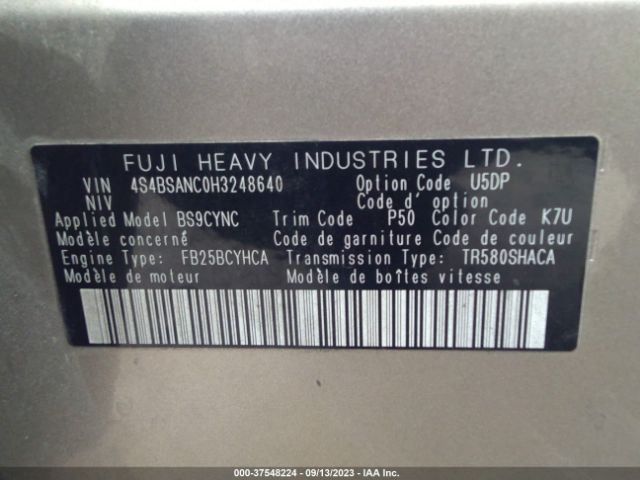 FUJI HEAVY INDUSTRIES LTD.
VIN 4S4BSANC0H3248640 Option Code U5DP
NIV Code d' option
Applied Model BS9CYNC Trim Code P50 Color Code K7U
Modèle concerné Code de garniture Code de couleur
Engine Type: FB25BCYHCA Transmission Type: TR580SHACA
Modèle de moteur Modèle de boîtes vitesse
000-37548224 - 09/13/2023 - IAA Inc.